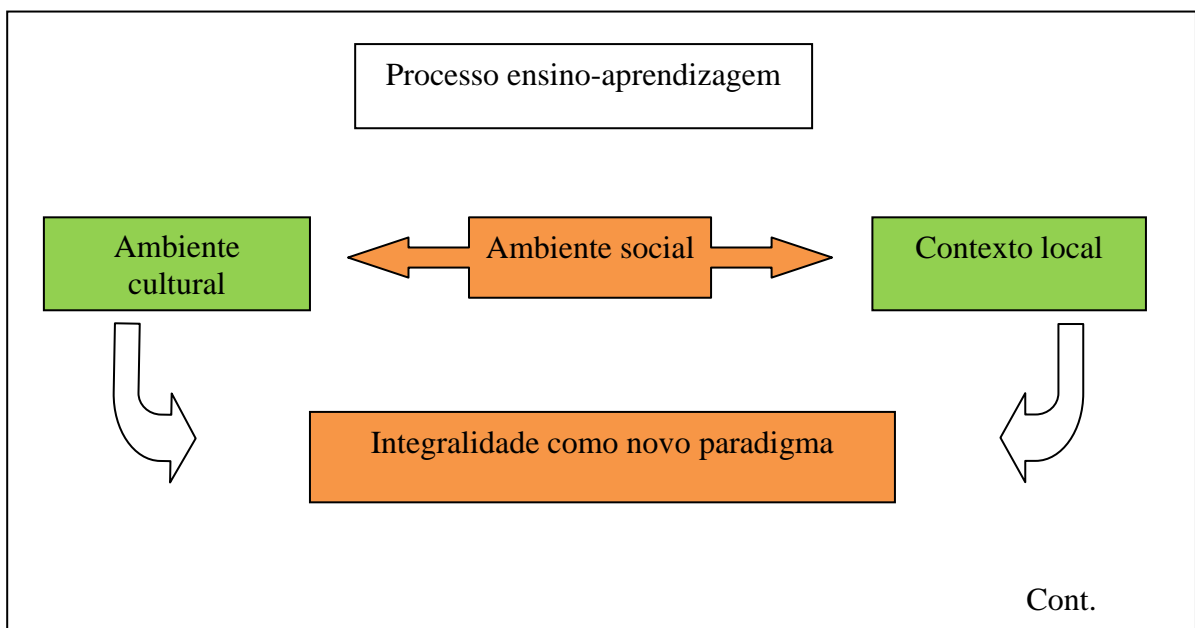 Processo ensino-aprendizagem
Ambiente
cultural
Ambiente social
Contexto local
Integralidade como novo paradigma
Cont.